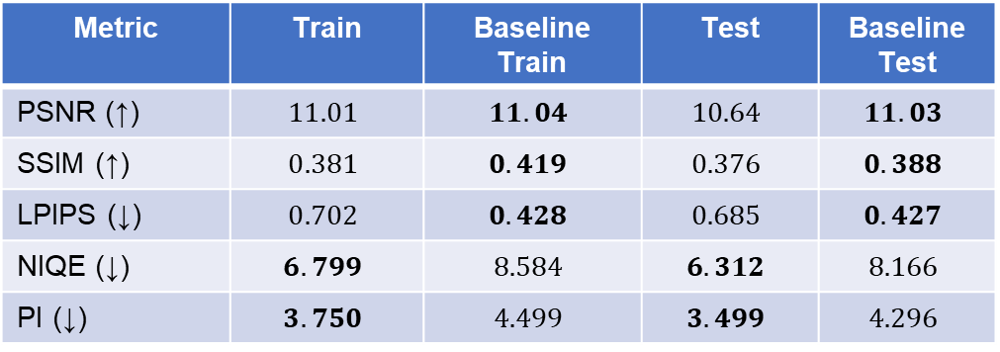 Metric Train Baseline Train Test Baseline Test
PSNR (↑) 11.01 11.04 10.64 11.03
SSIM (↑) 0.381 0.419 0.376 0.388
LPIPS (↓) 0.702 0.428 0.685 0.427
NIQE (↓) 6.799 8.584 6.312 8.166
PI (↓) 3.750 4.499 3.499 4.296